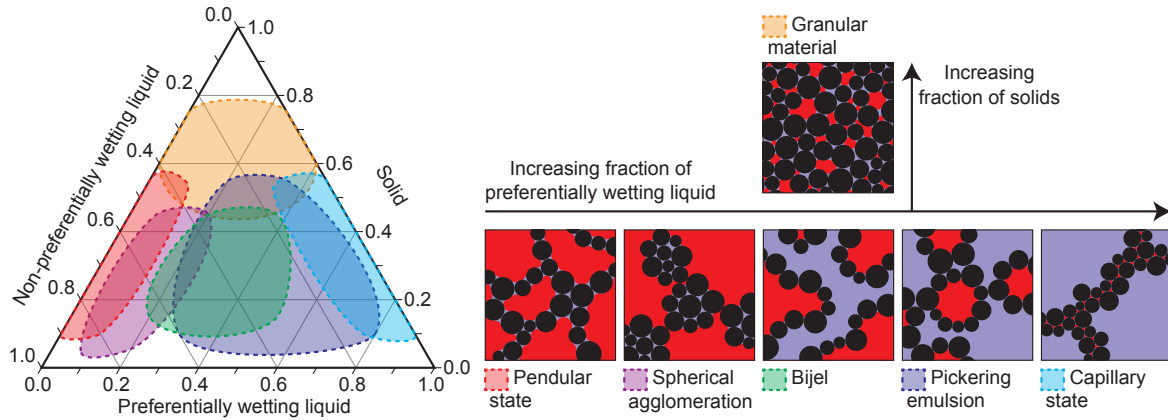 0.0
1.0
0.2
0.8
0.6
0.6
0.4
0.8
0.2
1.0
0.0
0.0
0.2
0.4
0.6
0.8
1.0
Non-preferentially wetting liquid
Solid
Preferentially wetting liquid
Granular
material
Increasing
fraction of solids
Increasing fraction of
preferentially wetting liquid
Pendular
state
Spherical
agglomeration
Bijel
Pickering
emulsion
Capillary
state